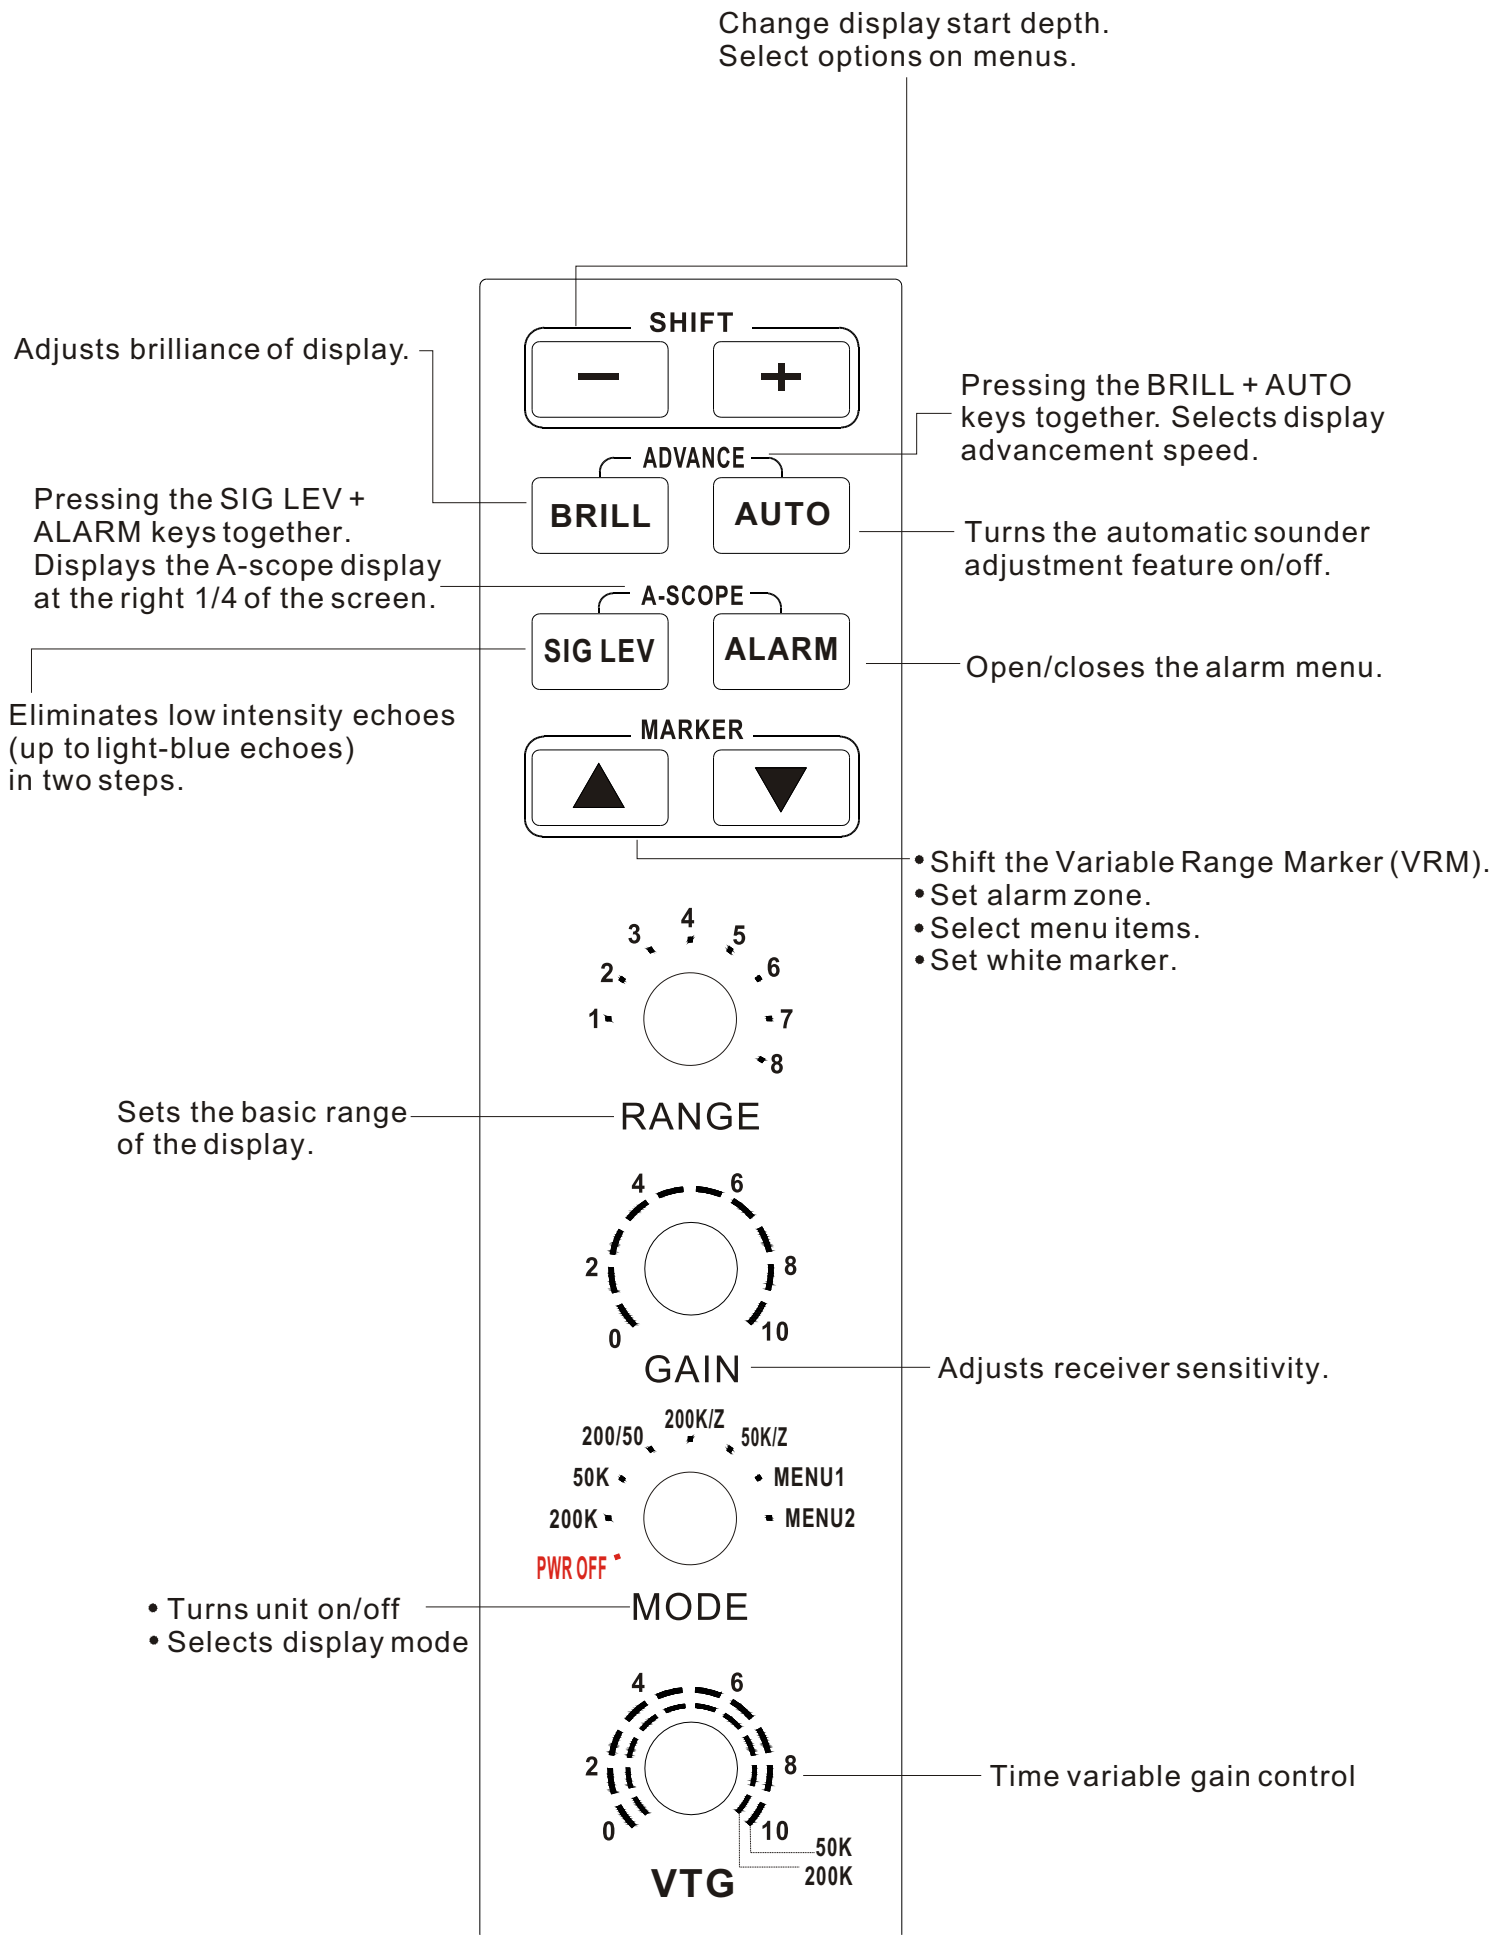 Change display start depth.
Select options on menus.
SHIFT
Adjusts brilliance of display.
− +
Pressing the BRILL + AUTO
keys together. Selects display
advancement speed.
ADVANCE
BRILL AUTO
Pressing the SIG LEV +
ALARM keys together.
Displays the A-scope display
at the right 1/4 of the screen.
Turns the automatic sounder
adjustment feature on/off.
A-SCOPE
SIG LEV ALARM
Open/closes the alarm menu.
Eliminates low intensity echoes
(up to light-blue echoes)
in two steps.
MARKER
▲ ▼
• Shift the Variable Range Marker (VRM).
• Set alarm zone.
• Select menu items.
• Set white marker.
1 2 3 4 5 6 7 8
Sets the basic range
of the display.
RANGE
0 2 4 6 8 10
GAIN
Adjusts receiver sensitivity.
PWR OFF
200K
50K
200/50
200K/Z
50K/Z
MENU1
MENU2
• Turns unit on/off
• Selects display mode
MODE
0 2 4 6 8 10
Time variable gain control
50K
200K
VTG